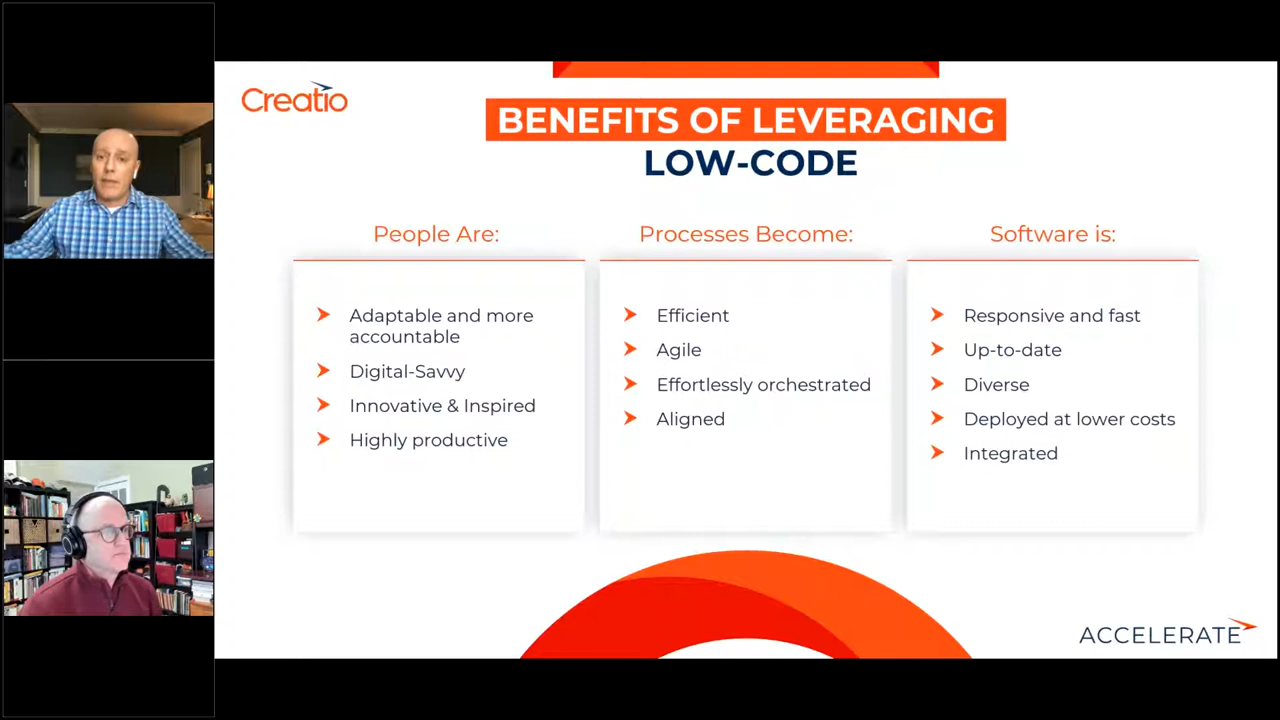 Creatio
BENEFITS OF LEVERAGING
LOW-CODE
People Are:
Adaptable and more
accountable
Digital-Savvy
Innovative & Inspired
Highly productive
Processes Become:
Efficient
Agile
Effortlessly orchestrated
Aligned
Software is:
Responsive and fast
Up-to-date
Diverse
Deployed at lower costs
Integrated
ACCELERATE